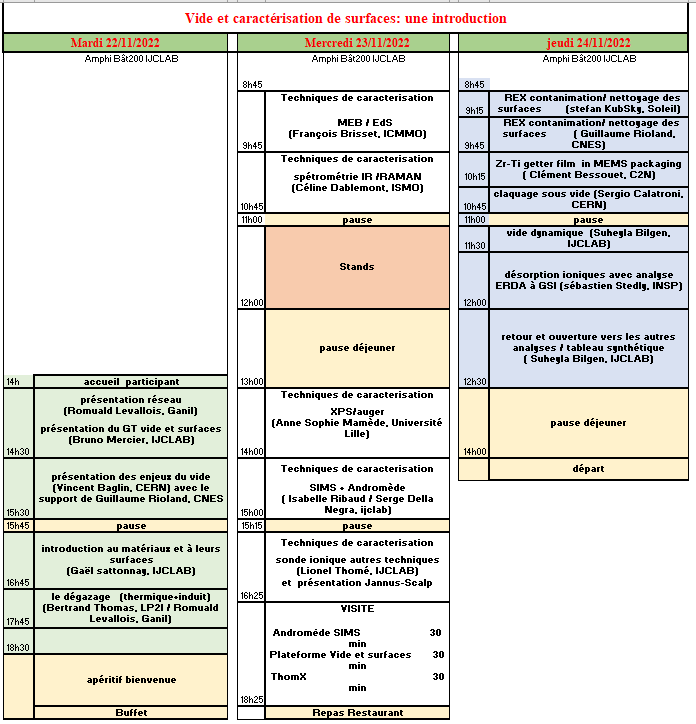 Vide et caractérisation de surfaces: une introduction
Mardi 22/11/2022
Amphi Bât200 IJCLAB
14h
accueil participant
présentation réseau
(Romuald Levallois, Ganil)
présentation du GT vide et surfaces
(Bruno Mercier, IJCLAB)
14h30
présentation des enjeux du vide
(Vincent Baglin, CERN) avec le
support de Guillaume Rioland, CNES
15h30
15h45
pause
introduction au matériaux et à leurs
surfaces
(Gaël sattonnay, IJCLAB)
16h45
le dégazage (thermique+induit)
(Bertrand Thomas, LP2I / Romuald
Levallois, Ganil)
17h45
18h30
apéritif bienvenue
Buffet
Mercredi 23/11/2022
Amphi Bât200 IJCLAB
8h45
Techniques de caracterisation
MEB / EdS
(François Brisset, ICMMO)
9h45
Techniques de caracterisation
spétrométrie IR /RAMAN
(Céline Dablemont, ISMO)
10h45
11h00
pause
Stands
12h00
pause déjeuner
13h00
Techniques de caractérisation
XPS/auger
(Anne Sophie Mamède, Université
Lille)
14h00
Techniques de caractérisation
SIMS + Andromède
( Isabelle Ribaud / Serge Della
Negra, ijclab)
15h00
15h15
pause
Techniques de caractérisation
sonde ionique autres techniques
(Lionel Thomé, IJCLAB)
et présentation Jannus-Scalp
16h25
VISITE
Andromède SIMS 30
min
Plateforme Vide et surfaces 30
min
ThomX 30
min
18h25
Repas Restaurant
jeudi 24/11/2022
Amphi Bât200 IJCLAB
8h45
REX contanimation/ nettoyage des
surfaces (stefan KubSky, Soleil)
9h15
REX contamination/ nettoyage des
surfaces ( Guillaume Rioland,
CNES)
9h45
Zr-Ti getter film in MEMS packaging
( Clément Bessouet, C2N)
10h15
claquage sous vide (Sergio Calatroni,
CERN)
10h45
11h00
pause
vide dynamique (Suheyla Bilgen,
IJCLAB)
11h30
désorption ioniques avec analyse
ERDA à GSI (sébastien Stedly, INSP)
12h00
retour et ouverture vers les autres
analyses / tableau synthétique
( Suheyla Bilgen, IJCLAB)
12h30
pause déjeuner
14h00
départ